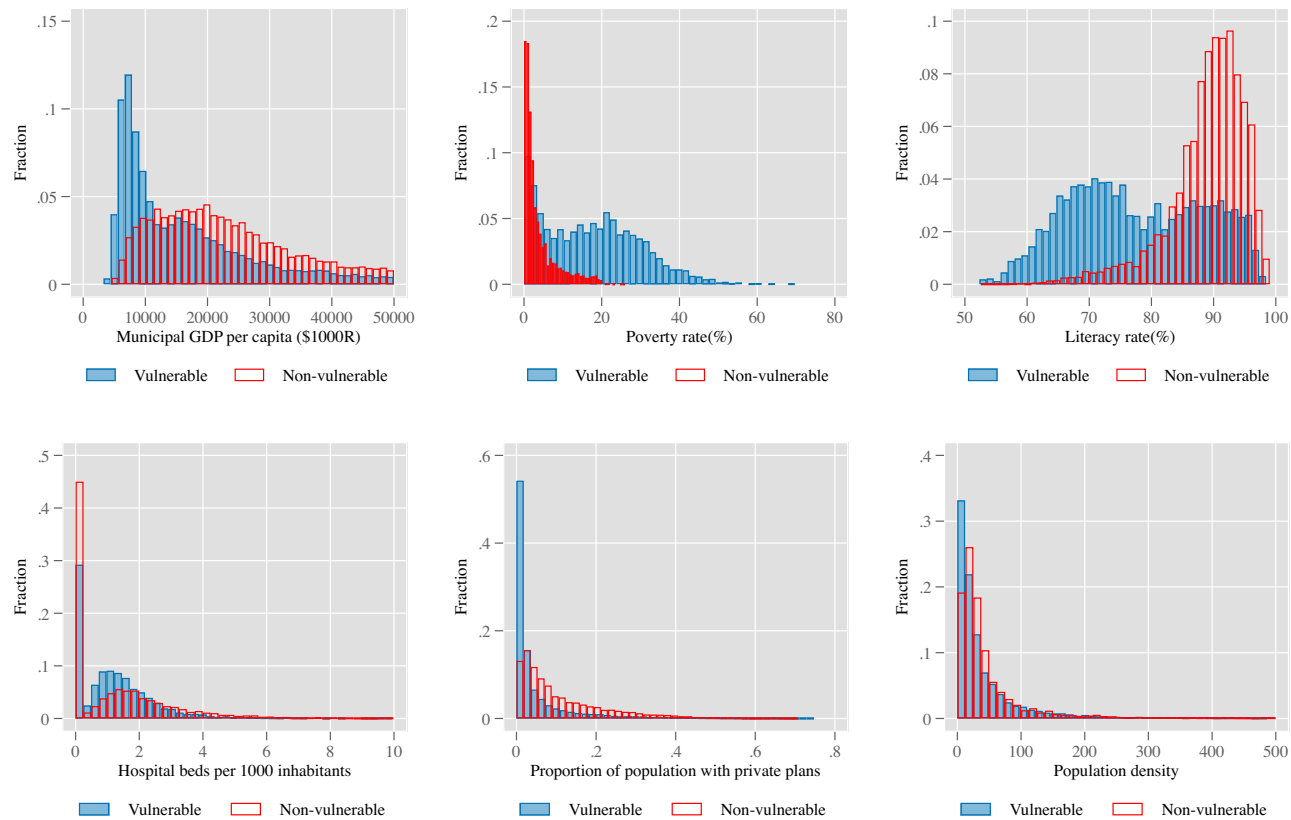 .15
.1
.05
0
Fraction
0 10000 20000 30000 40000 50000
Municipal GDP per capita ($1000R)
Vulnerable Non-vulnerable
.2
.15
.1
.05
0
Fraction
0 20 40 60 80
Poverty rate(%)
Vulnerable Non-vulnerable
.1
.08
.06
.04
.02
0
Fraction
50 60 70 80 90 100
Literacy rate(%)
Vulnerable Non-vulnerable
.5
.4
.3
.2
.1
0
Fraction
0 2 4 6 8 10
Hospital beds per 1000 inhabitants
Vulnerable Non-vulnerable
.6
.4
.2
0
Fraction
0 .2 .4 .6 .8
Proportion of population with private plans
Vulnerable Non-vulnerable
.4
.3
.2
.1
0
Fraction
0 100 200 300 400 500
Population density
Vulnerable Non-vulnerable